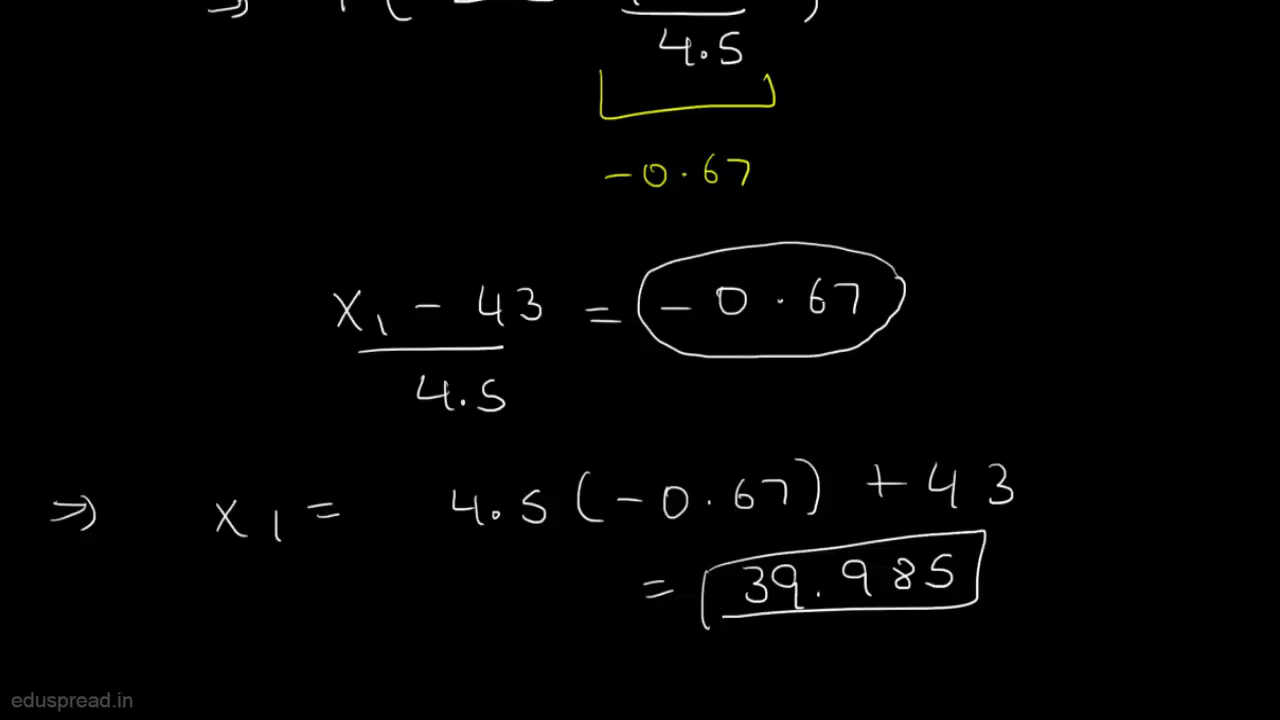 4.5
-0.67
x₁ - 43 = -0.67
4.5
⇒ x₁ = 4.5(-0.67) + 43
= 39.985
eduspread.in